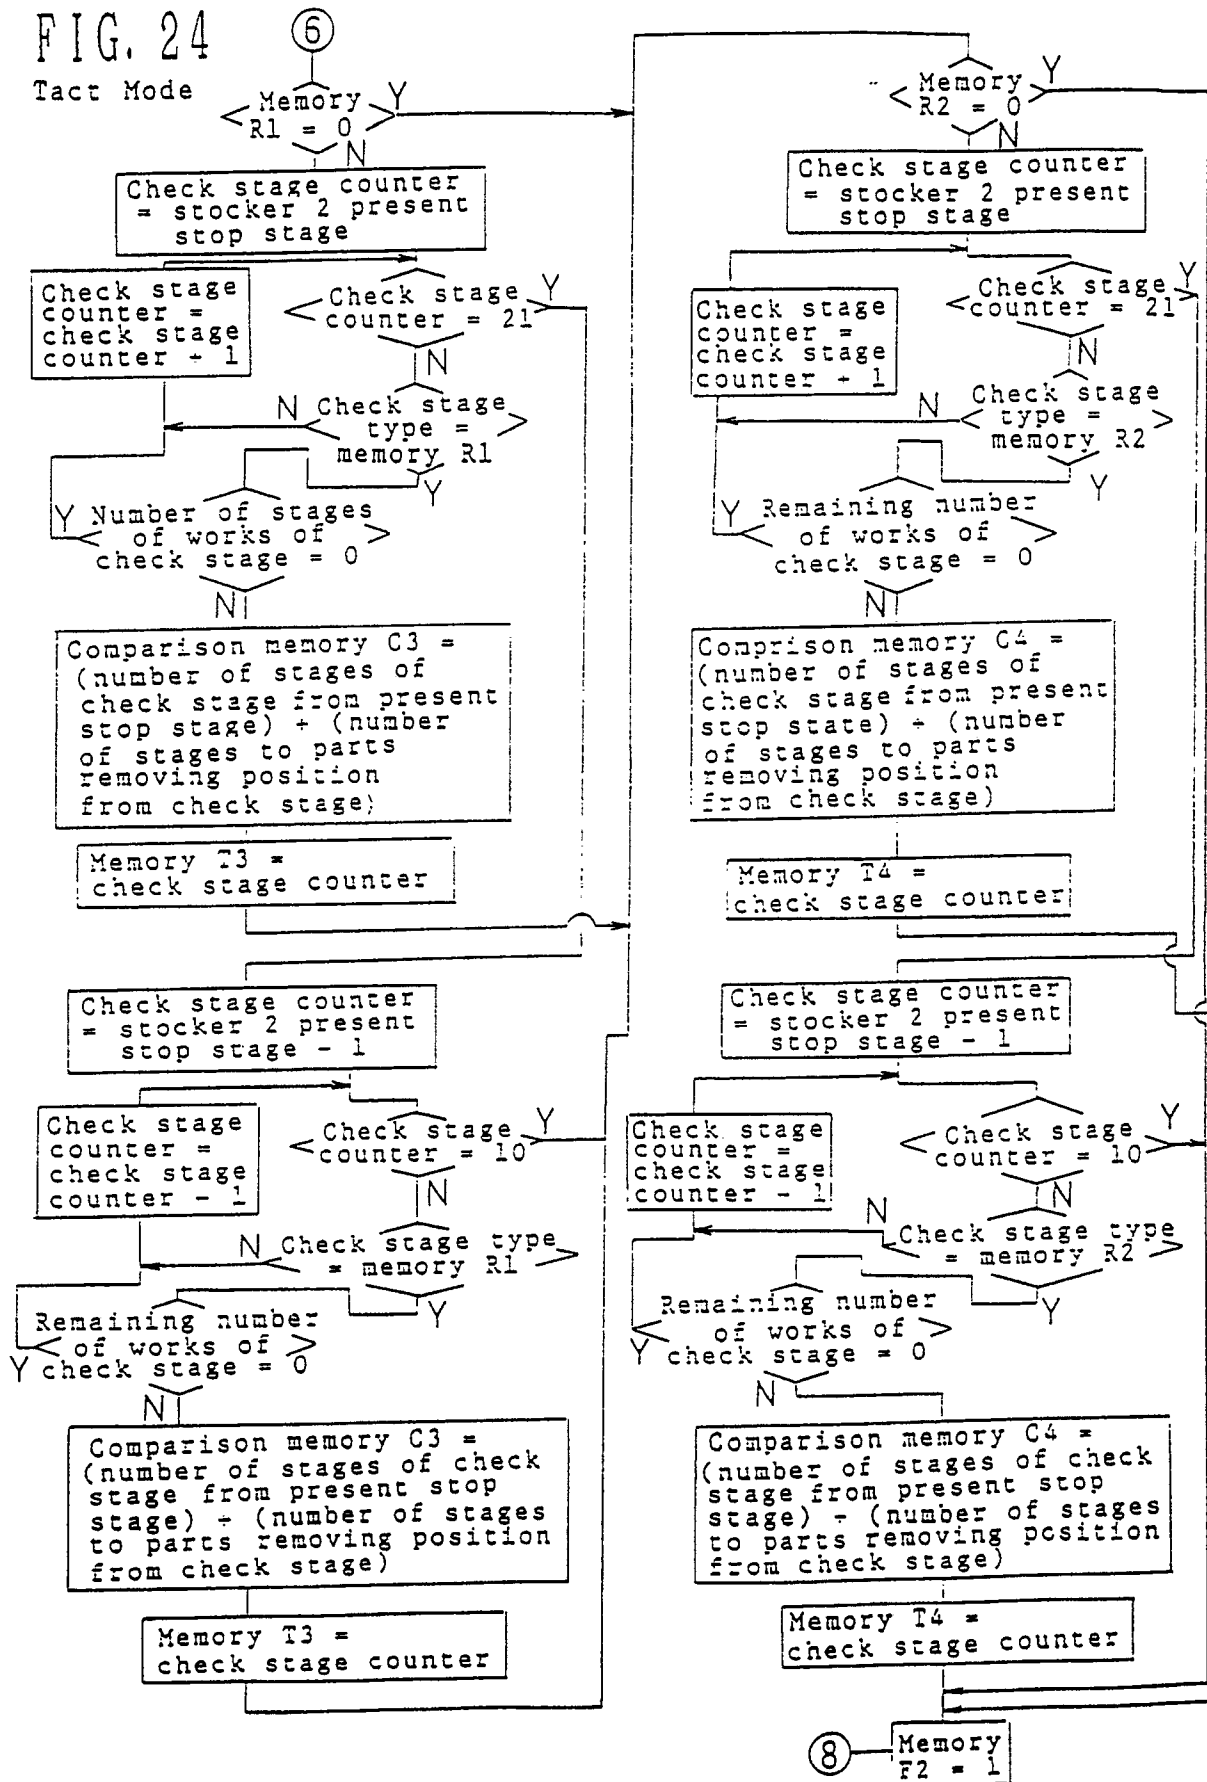 FIG. 24
Tact Mode
6
Memory
R1 = 0
Y
N
Check stage counter
= stocker 2 present
stop stage
Check stage
counter =
check stage
counter + 1
Check stage
counter = 21
Y
N
Check stage
type =
memory R1
N
Y
Number of stages
of works of
check stage = 0
Y
N
Comparison memory C3 =
(number of stages of
check stage from present
stop stage) + (number
of stages to parts
removing position
from check stage)
Memory T3 =
check stage counter
Check stage counter
= stocker 2 present
stop stage - 1
Check stage
counter =
check stage
counter - 1
Check stage
counter = 10
Y
N
Check stage type
= memory R1
N
Y
Remaining number
of works of
check stage = 0
Y
N
Comparison memory C3 =
(number of stages of check
stage from present stop
stage) + (number of stages
to parts removing position
from check stage)
Memory T3 =
check stage counter
Memory
R2 = 0
Y
N
Check stage counter
= stocker 2 present
stop stage
Check stage
counter =
check stage
counter + 1
Check stage
counter = 21
Y
N
Check stage
type =
memory R2
N
Y
Remaining number
of works of
check stage = 0
Y
N
Comprison memory C4 =
(number of stages of
check stage from present
stop state) + (number
of stages to parts
removing position
from check stage)
Memory T4 =
check stage counter
Check stage counter
= stocker 2 present
stop stage - 1
Check stage
counter =
check stage
counter - 1
Check stage
counter = 10
Y
N
Check stage type
= memory R2
N
Y
Remaining number
of works of
check stage = 0
Y
N
Comparison memory C4 =
(number of stages of check
stage from present stop
stage) + (number of stages
to parts removing position
from check stage)
Memory T4 =
check stage counter
8
Memory
F2 = 1